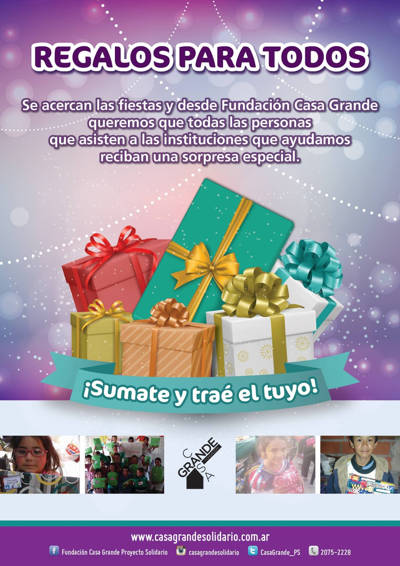 REGALOS PARA TODOS
Se acercan las fiestas y desde Fundación Casa Grande
queremos que todas las personas
que asisten a las instituciones que ayudamos
reciban una sorpresa especial.
¡Sumate y traé el tuyo!
CASA
GRANDE
www.casagrandesolidario.com.ar
Fundación Casa Grande Proyecto Solidario casagrandesolidario CasaGrande_PS 2075-2228